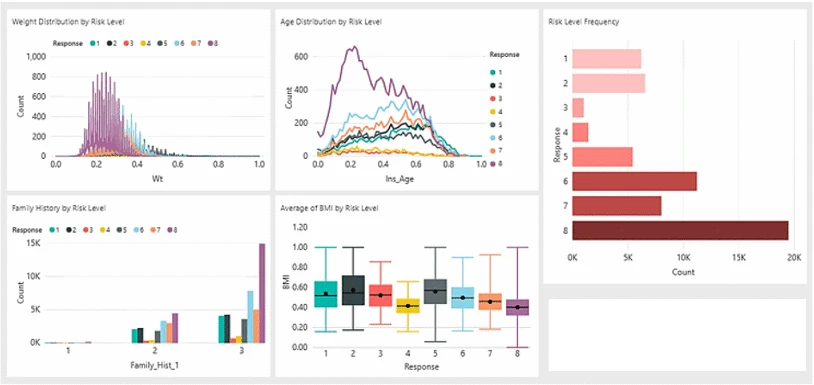 Weight Distribution by Risk Level
Response 1 2 3 4 5 6 7 8
1,000
800
600
400
200
0
Count
0.0 0.2 0.4 0.6 0.8 1.0
Wt
Age Distribution by Risk Level
600
400
200
0
Count
0.0 0.2 0.4 0.6 0.8 1.0
Ins_Age
Response
1
2
3
4
5
6
7
8
Risk Level Frequency
1
2
3
4
5
6
7
8
Response
0K 5K 10K 15K 20K
Count
Family History by Risk Level
Response 1 2 3 4 5 6 7 8
15K
10K
5K
0K
Count
1 2 3
Family_Hist_1
Average of BMI by Risk Level
1.20
1.00
0.80
0.60
0.40
0.20
0.00
BMI
1 2 3 4 5 6 7 8
Response